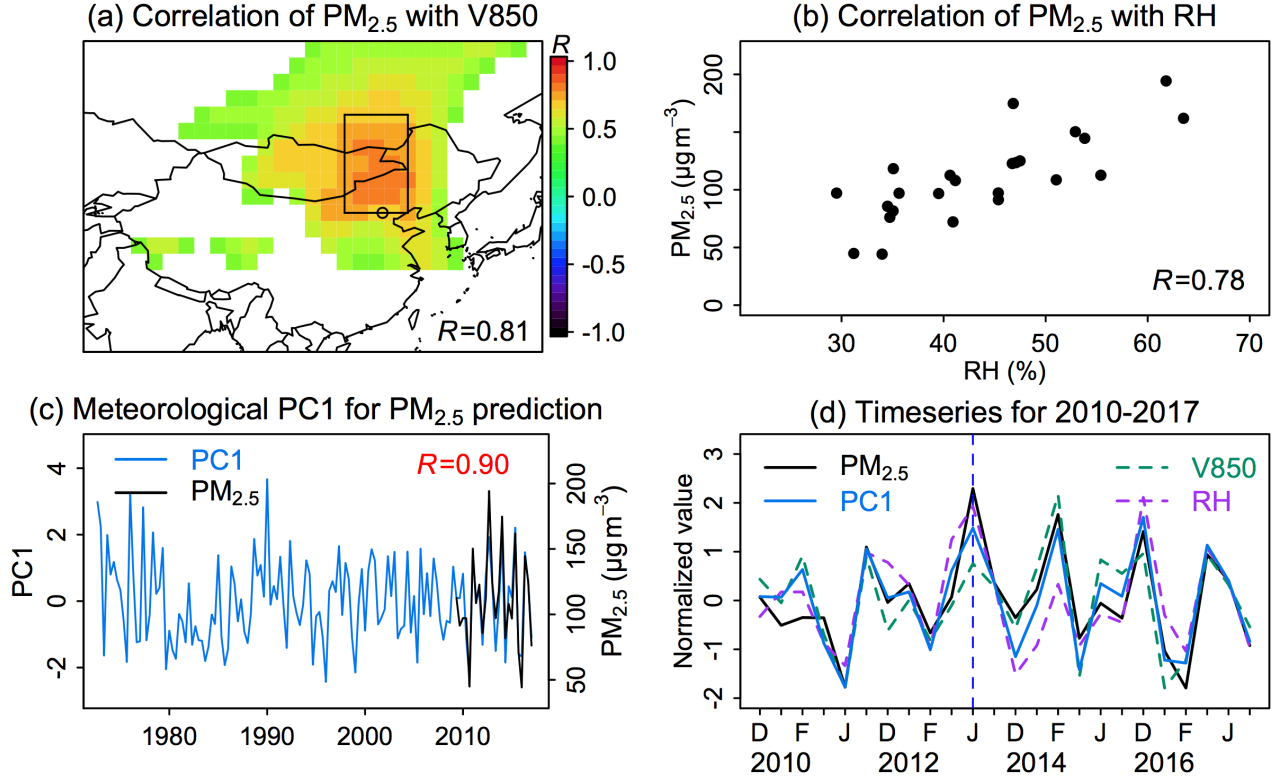 (a) Correlation of PM2.5 with V850
R
1.0
0.5
0.0
-0.5
-1.0
R=0.81
(b) Correlation of PM2.5 with RH
PM2.5 (µg m−3)
200
100
50
0
R=0.78
30 40 50 60 70
RH (%)
(c) Meteorological PC1 for PM2.5 prediction
PC1
PM2.5
R=0.90
PC1
4
2
0
-2
200
150
100
50
PM2.5 (µg m−3)
1980 1990 2000 2010
(d) Timeseries for 2010-2017
PM2.5
PC1
V850
RH
Normalized value
3
2
1
0
-1
-2
D F J D F J D F J D F
2010 2012 2014 2016